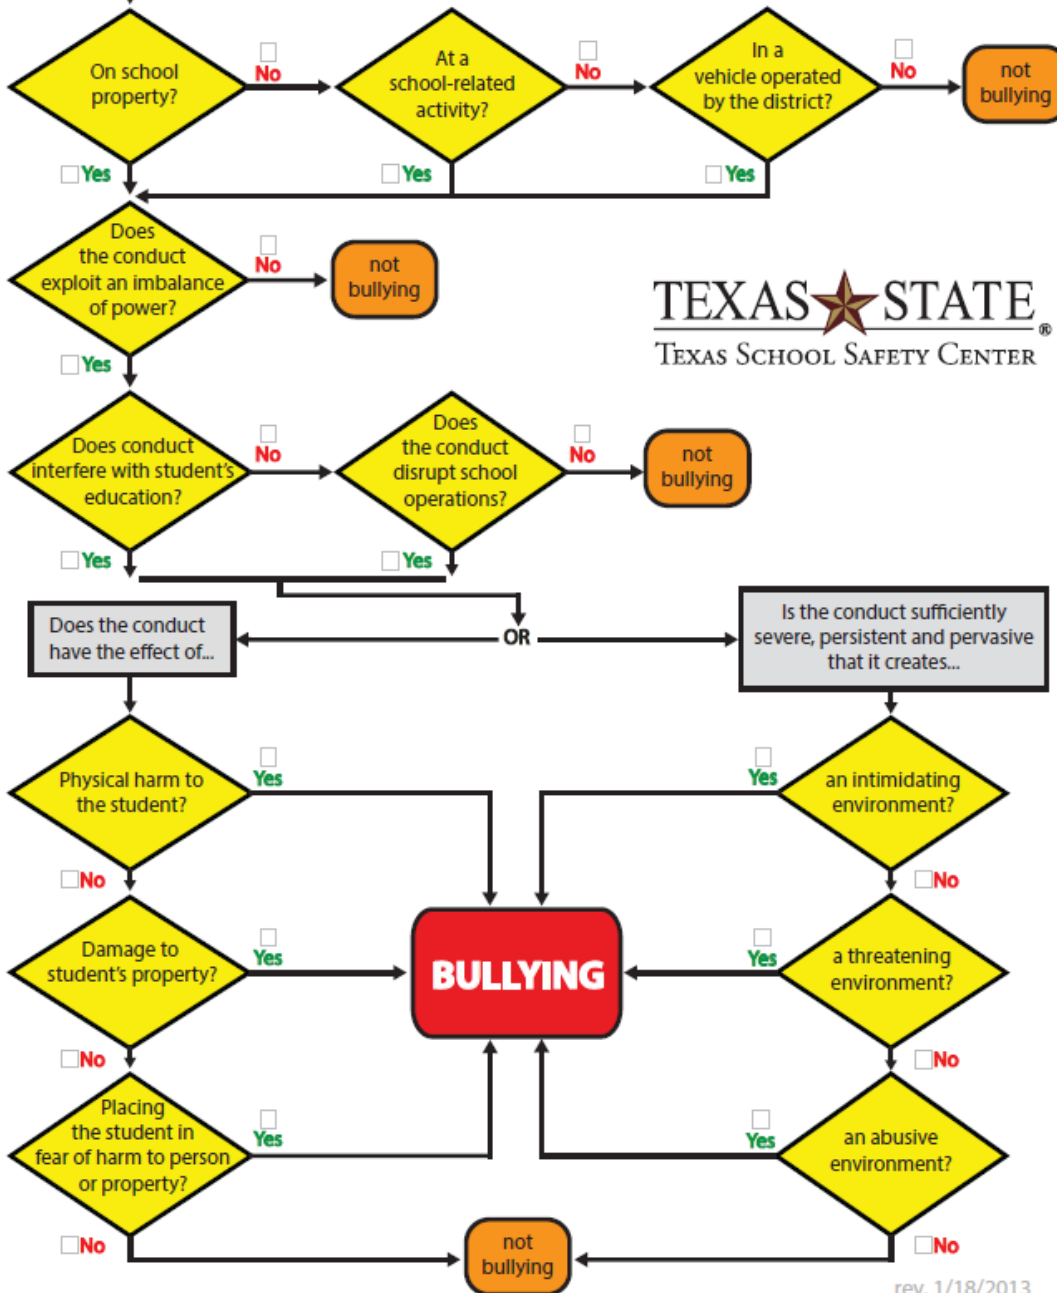 On school
property?
No
At a
school-related
activity?
No
In a
vehicle operated
by the district?
No
not
bullying
Yes
Yes
Yes
Does
the conduct
exploit an imbalance
of power?
No
not
bullying
TEXAS STATE®
TEXAS SCHOOL SAFETY CENTER
Yes
Does conduct
interfere with student's
education?
No
Does
the conduct
disrupt school
operations?
No
not
bullying
Yes
Yes
Does the conduct
have the effect of...
OR
Is the conduct sufficiently
severe, persistent and pervasive
that it creates...
Physical harm to
the student?
Yes
Yes
an intimidating
environment?
No
No
Damage to
student's property?
Yes
BULLYING
Yes
a threatening
environment?
No
No
Placing
the student in
fear of harm to person
or property?
Yes
Yes
an abusive
environment?
No
not
bullying
No
rev. 1/18/2013